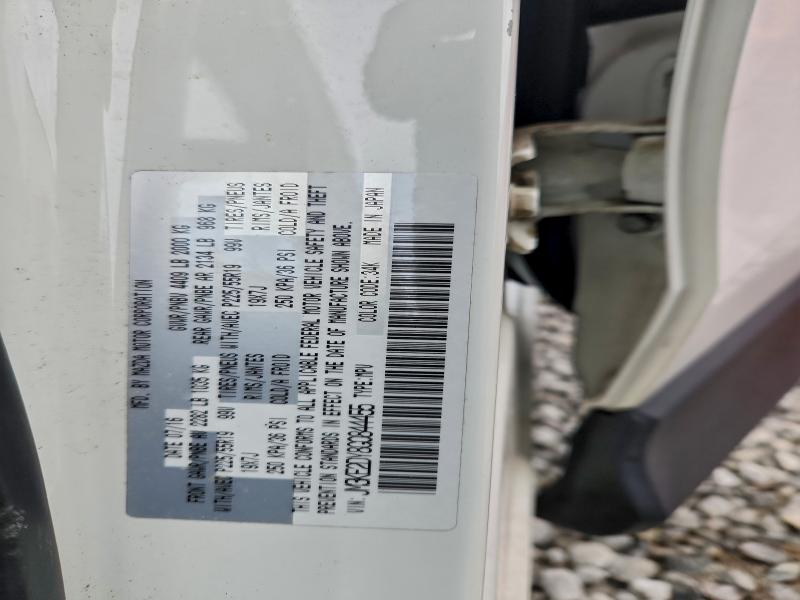 MFD. BY MAZDA MOTOR CORPORATION
DATE 07/15 GVWR/PNBV 4409 LB 2000 KG
FRONT GAWR/PNBE AV 2282 LB 1035 KG REAR GAWR/PNBE AR 2134 LB 968 KG
WITH/AVEC P225/55R19 99V TIRES/PNEUS WITH/AVEC P225/55R19 99V TIRES/PNEUS
19X7J RIMS/JANTES 19X7J RIMS/JANTES
250 KPA/36 PSI COLD/A FROID 250 KPA/36 PSI COLD/A FROID
THIS VEHICLE CONFORMS TO ALL APPLICABLE FEDERAL MOTOR VEHICLE SAFETY AND THEFT
PREVENTION STANDARDS IN EFFECT ON THE DATE OF MANUFACTURE SHOWN ABOVE.
VIN: TYPE:MPV COLOR CODE:34K MADE IN JAPAN